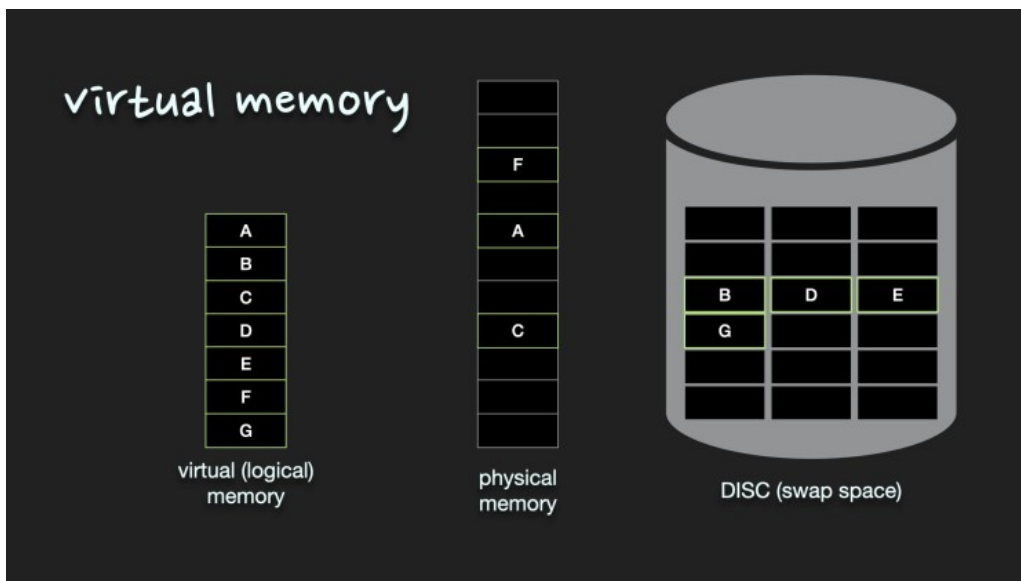 virtual memory
A
B
C
D
E
F
G
virtual (logical)
memory
F
A
C
physical
memory
B D E
G
DISC (swap space)